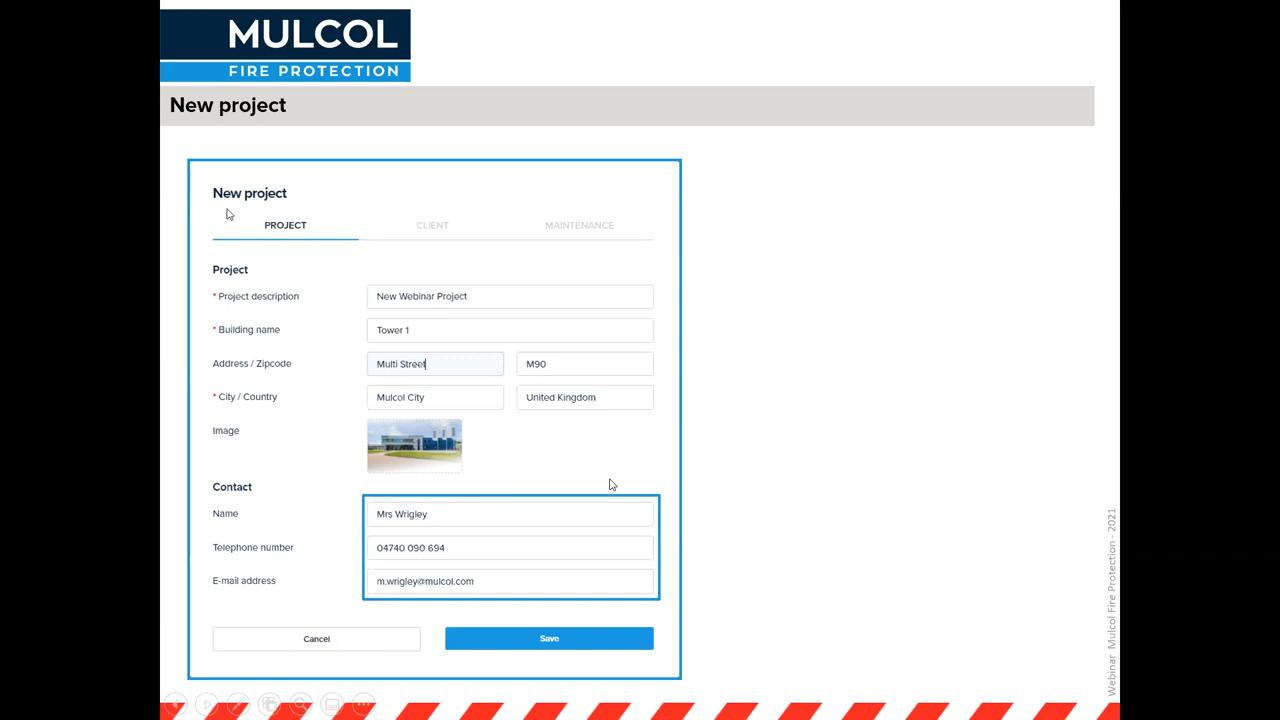 MULCOL
FIRE PROTECTION
New project
New project
PROJECT CLIENT MAINTENANCE
Project
* Project description New Webinar Project
* Building name Tower 1
Address / Zipcode Multi Street M90
* City / Country Mulcol City United Kingdom
Image
Contact
Name Mrs Wrigley
Telephone number 04740 090 694
E-mail address m.wrigley@mulcol.com
Cancel Save
Webinar Mulcol Fire Protection - 2021